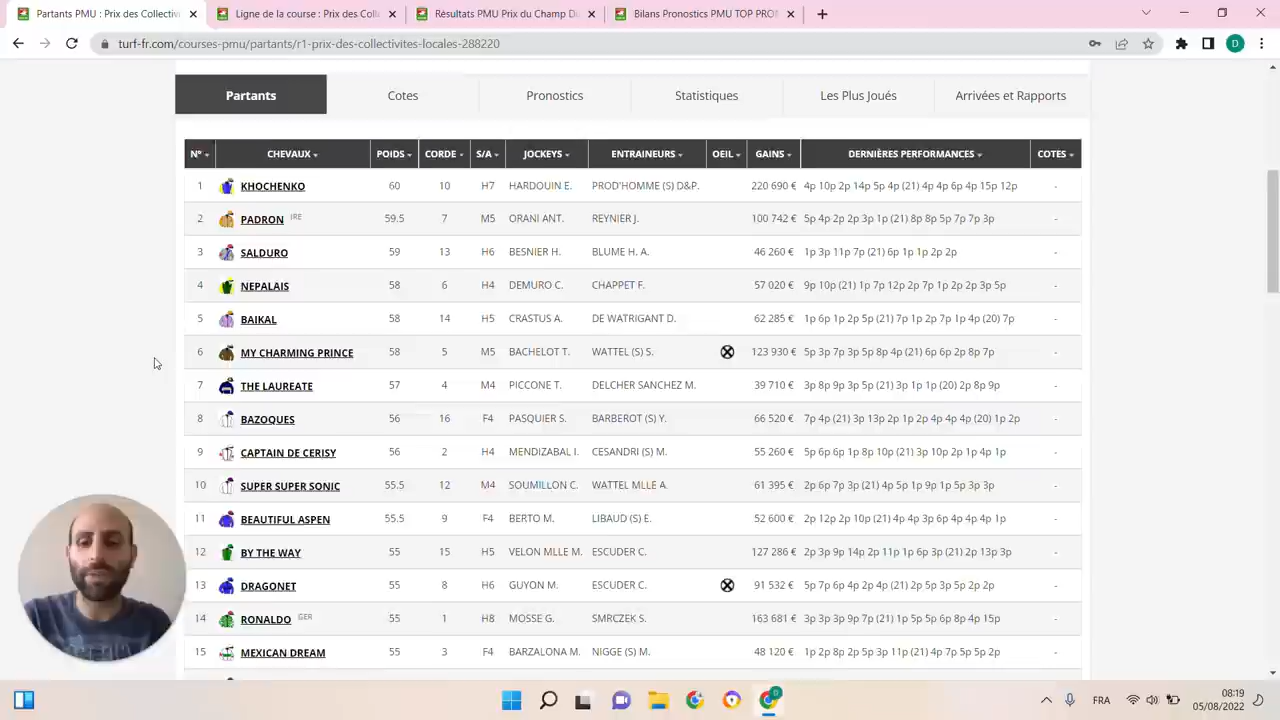 Partants PMU : Prix des Collectiv
Ligne de la course : Prix des Coll
Résultats PMU Prix du Champ Du
Bilans Pronostics PMU TOP PRO
turf-fr.com/courses-pmu/partants/r1-prix-des-collectivites-locales-288220
D
Partants Cotes Pronostics Statistiques Les Plus Joués Arrivées et Rapports
N° CHEVAUX POIDS CORDE S/A JOCKEYS ENTRAINEURS OEIL GAINS DERNIÈRES PERFORMANCES COTES
1 KHOCHENKO 60 10 H7 HARDOUIN E. PROD'HOMME (S) D&P. 220 690 € 4p 10p 2p 14p 5p 4p (21) 4p 4p 6p 4p 15p 12p -
2 PADRON IRE 59.5 7 M5 ORANI ANT. REYNIER J. 100 742 € 5p 4p 2p 2p 3p 1p (21) 8p 8p 5p 7p 7p 3p -
3 SALDURO 59 13 H6 BESNIER H. BLUME H. A. 46 260 € 1p 3p 11p 7p (21) 6p 1p 1p 2p 2p -
4 NEPALAIS 58 6 H4 DEMURO C. CHAPPET F. 57 020 € 9p 10p (21) 1p 7p 12p 2p 7p 1p 2p 2p 3p 5p -
5 BAIKAL 58 14 H5 CRASTUS A. DE WATRIGANT D. 62 285 € 1p 6p 1p 2p 5p (21) 7p 1p 2p 7p 1p 4p (20) 7p -
6 MY CHARMING PRINCE 58 5 M5 BACHELOT T. WATTEL (S) S. 123 930 € 5p 3p 7p 3p 5p 8p 4p (21) 6p 6p 2p 8p 7p -
7 THE LAUREATE 57 4 M4 PICCONE T. DELCHER SANCHEZ M. 39 710 € 3p 8p 9p 3p 5p (21) 3p 1p 1p (20) 2p 8p 9p -
8 BAZOQUES 56 16 F4 PASQUIER S. BARBEROT (S) Y. 66 520 € 7p 4p (21) 3p 13p 2p 1p 2p 4p 4p 4p (20) 1p 2p -
9 CAPTAIN DE CERISY 56 2 H4 MENDIZABAL I. CESANDRI (S) M. 55 260 € 5p 6p 6p 1p 8p 10p (21) 3p 10p 2p 1p 4p 1p -
10 SUPER SUPER SONIC 55.5 12 M4 SOUMILLON C. WATTEL MLLE A. 61 395 € 2p 6p 7p 3p (21) 4p 5p 1p 9p 1p 5p 3p 3p -
11 BEAUTIFUL ASPEN 55.5 9 F4 BERTO M. LIBAUD (S) E. 52 600 € 2p 12p 2p 10p (21) 4p 4p 3p 6p 4p 4p 4p 1p -
12 BY THE WAY 55 15 H5 VELON MLLE M. ESCUDER C. 127 286 € 2p 3p 9p 14p 2p 11p 1p 6p 3p (21) 2p 13p 3p -
13 DRAGONET 55 8 H6 GUYON M. ESCUDER C. 91 532 € 5p 7p 6p 4p 2p 4p (21) 2p 5p 3p 5p 2p 2p -
14 RONALDO GER 55 1 H8 MOSSE G. SMRCZEK S. 163 681 € 3p 3p 3p 9p 7p (21) 1p 5p 5p 6p 8p 4p 15p -
15 MEXICAN DREAM 55 3 F4 BARZALONA M. NIGGE (S) M. 48 120 € 1p 2p 8p 2p 5p 3p 11p (21) 4p 7p 5p 5p 2p -
FRA 08:19
05/08/2022